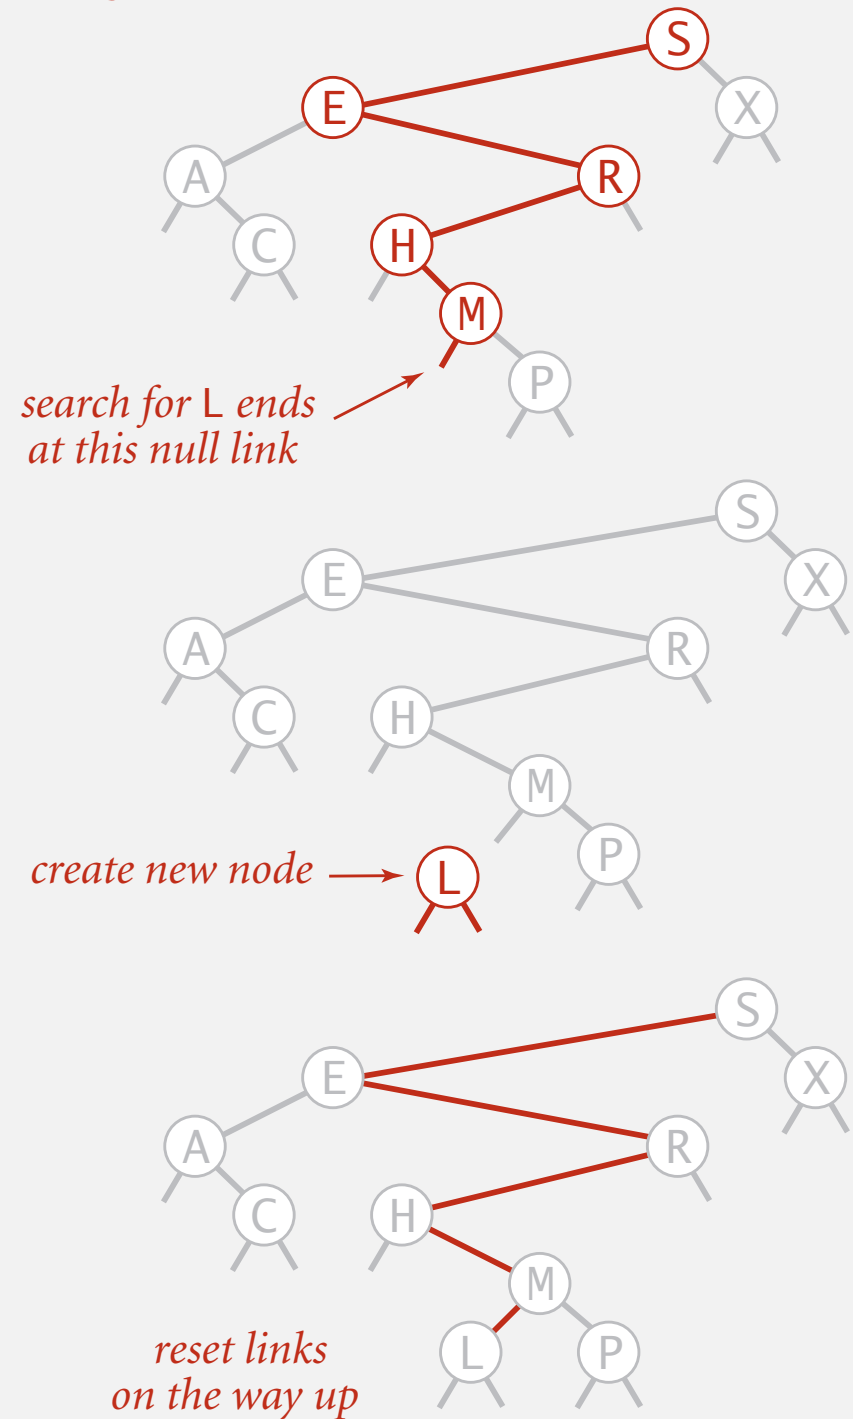 S
E
X
A
R
C
H
M
P
search for L ends
at this null link
S
E
X
A
R
C
H
M
P
create new node
L
S
E
X
A
R
C
H
M
L
P
reset links
on the way up